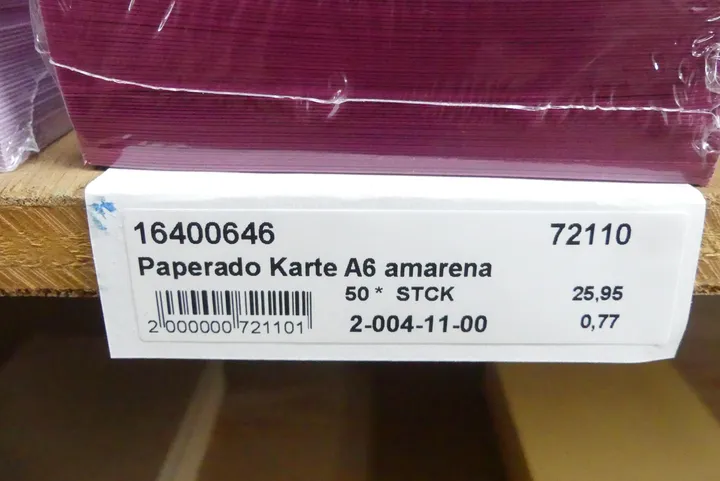 16400646 72110
Paperado Karte A6 amarena
50 * STCK 25,95
2 000000 721101 2-004-11-00 0,77